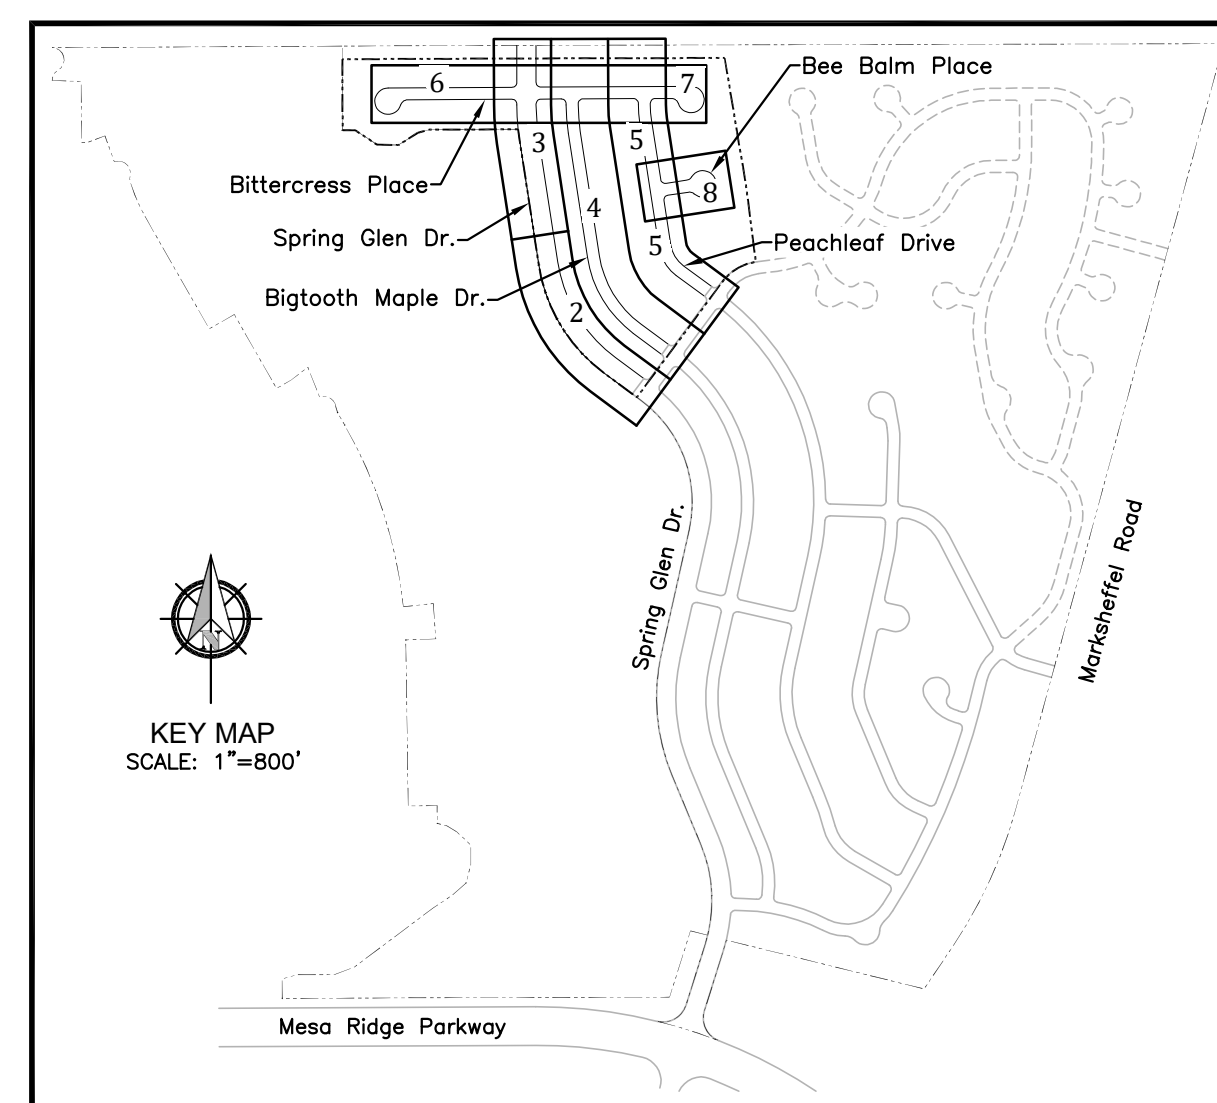 Bee Balm Place
6
7
3
5
Bittercress Place
8
4
Spring Glen Dr.
5
Peachleaf Drive
Bigtooth Maple Dr.
2
Spring Glen Dr.
Marksheffel Road
N
KEY MAP
SCALE: 1"=800'
Mesa Ridge Parkway